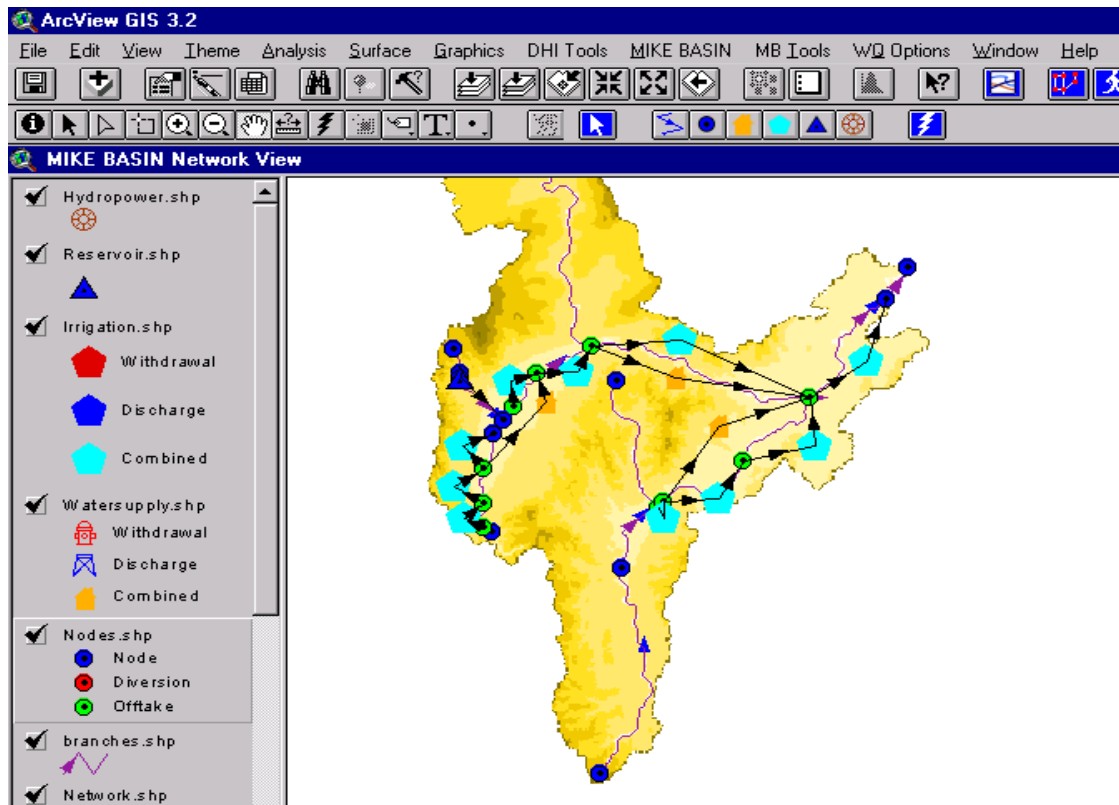 ArcView GIS 3.2
File Edit View Theme Analysis Surface Graphics DHI Tools MIKE BASIN MB Tools WQ Options Window Help
MIKE BASIN Network View
Hydropower.shp
Reservoir.shp
Irrigation.shp
Withdrawal
Discharge
Combined
Watersupply.shp
Withdrawal
Discharge
Combined
Nodes.shp
Node
Diversion
Offtake
branches.shp
Network.shp